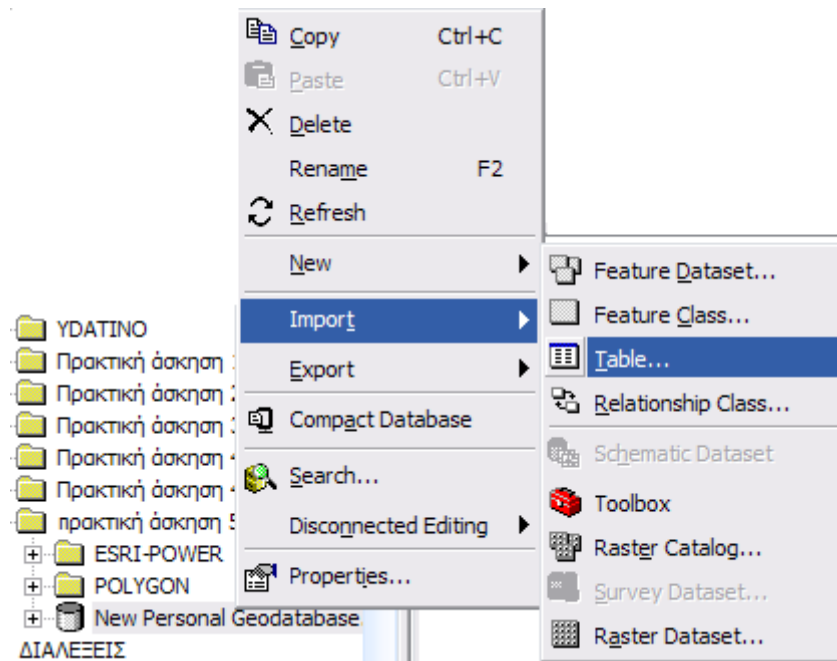 Copy Ctrl+C
Paste Ctrl+V
Delete
Rename F2
Refresh
New
Import
Export
Compact Database
Search...
Disconnected Editing
Properties...
Feature Dataset...
Feature Class...
Table...
Relationship Class...
Schematic Dataset
Toolbox
Raster Catalog...
Survey Dataset...
Raster Dataset...
YDATINO
Πρακτική άσκηση
Πρακτική άσκηση
Πρακτική άσκηση
Πρακτική άσκηση
Πρακτική άσκηση
πρακτική άσκηση 5
ESRI-POWER
POLYGON
New Personal Geodatabase
ΔΙΑΛΕΞΕΙΣ